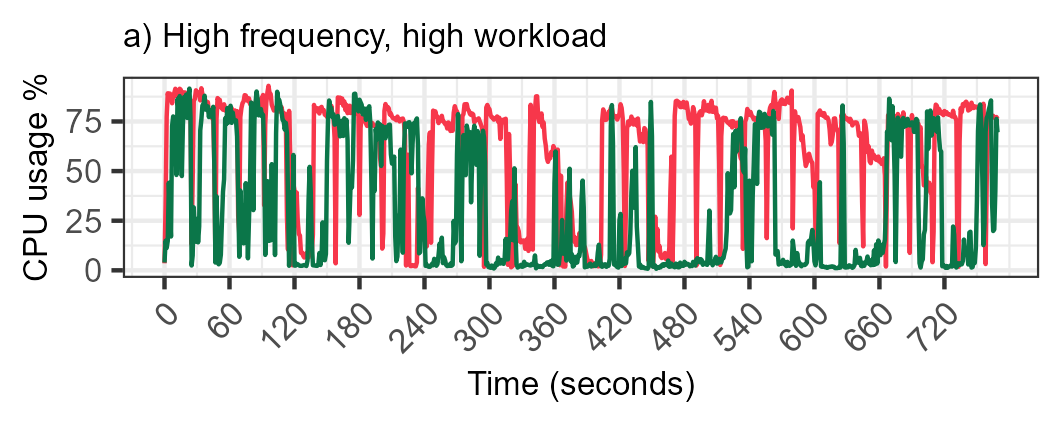 a) High frequency, high workload
CPU usage %
75
50
25
0
0 60 120 180 240 300 360 420 480 540 600 660 720
Time (seconds)